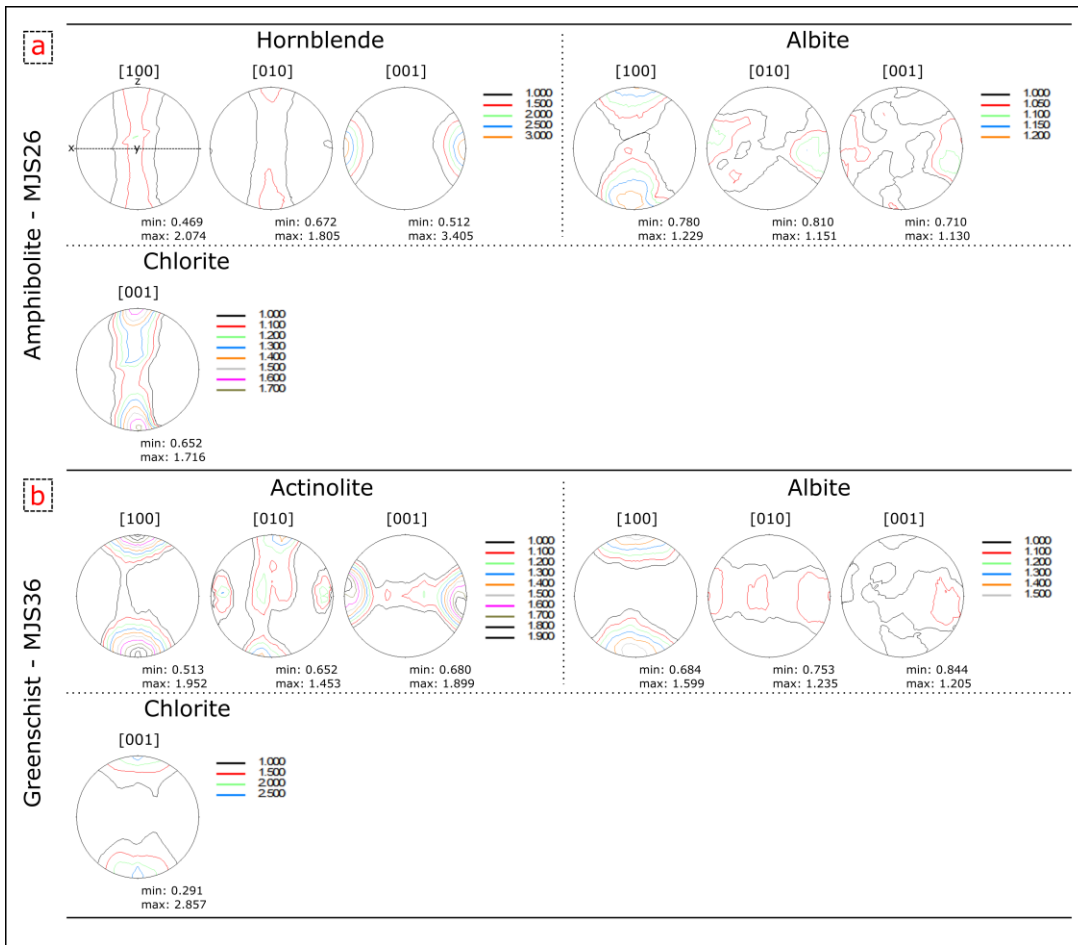 a
Amphibolite - MJS26
Hornblende
Albite
[100]
[010]
[001]
[100]
[010]
[001]
z
x
y
1.000
1.500
2.000
2.500
3.000
1.000
1.050
1.100
1.150
1.200
min: 0.469
max: 2.074
min: 0.672
max: 1.805
min: 0.512
max: 3.405
min: 0.780
max: 1.229
min: 0.810
max: 1.151
min: 0.710
max: 1.130
Chlorite
[001]
1.000
1.100
1.200
1.300
1.400
1.500
1.600
1.700
min: 0.652
max: 1.716
b
Greenschist - MJS36
Actinolite
Albite
[100]
[010]
[001]
[100]
[010]
[001]
1.000
1.100
1.200
1.300
1.400
1.500
1.600
1.700
1.800
1.900
1.000
1.100
1.200
1.300
1.400
1.500
min: 0.513
max: 1.952
min: 0.652
max: 1.453
min: 0.680
max: 1.899
min: 0.684
max: 1.599
min: 0.753
max: 1.235
min: 0.844
max: 1.205
Chlorite
[001]
1.000
1.500
2.000
2.500
min: 0.291
max: 2.857